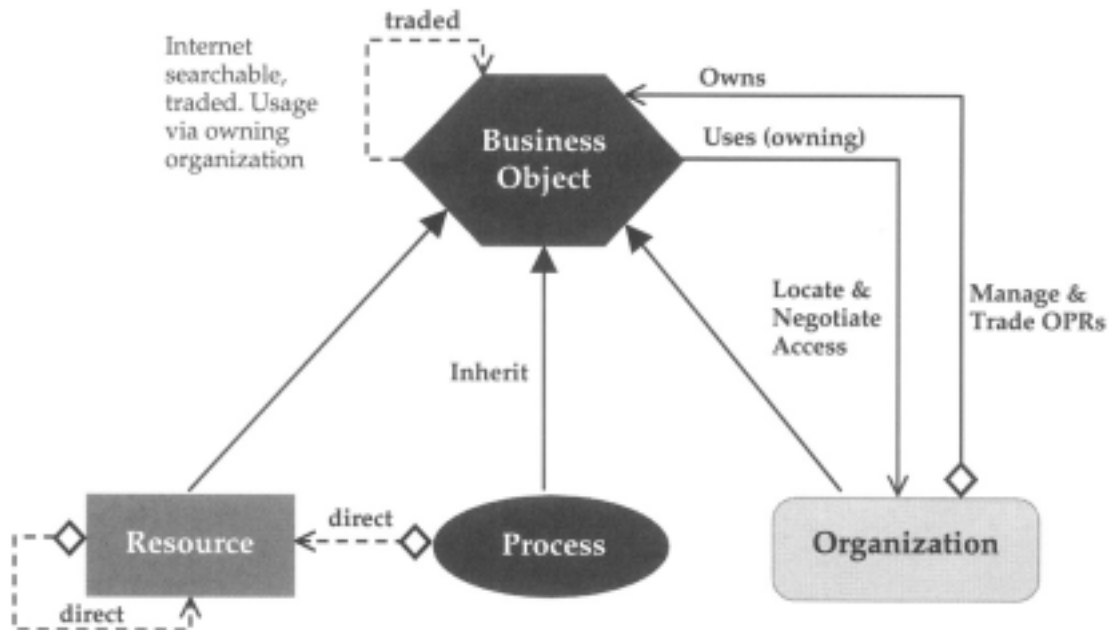 traded
Internet
searchable,
traded. Usage
via owning
organization
Business
Object
Owns
Uses (owning)
Locate &
Negotiate
Access
Manage &
Trade OPRs
Inherit
Resource
direct
Process
Organization
direct